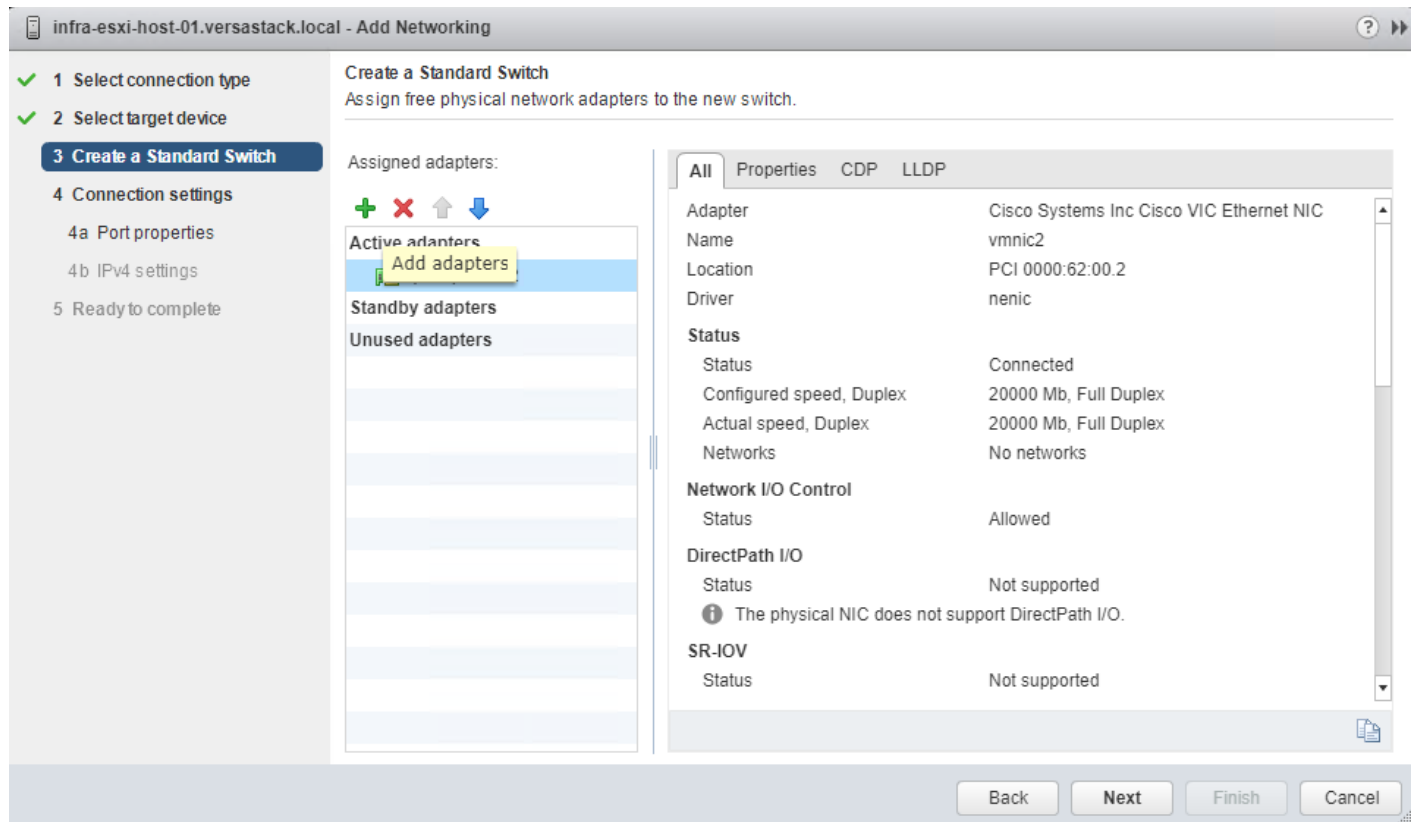 infra-esxi-host-01.versastack.local - Add Networking
?
1 Select connection type
2 Select target device
3 Create a Standard Switch
4 Connection settings
4a Port properties
4b IPv4 settings
5 Ready to complete
Create a Standard Switch
Assign free physical network adapters to the new switch.
Assigned adapters:
Active adapters
Add adapters
Standby adapters
Unused adapters
All Properties CDP LLDP
Adapter Cisco Systems Inc Cisco VIC Ethernet NIC
Name vmnic2
Location PCI 0000:62:00.2
Driver nenic
Status
Status Connected
Configured speed, Duplex 20000 Mb, Full Duplex
Actual speed, Duplex 20000 Mb, Full Duplex
Networks No networks
Network I/O Control
Status Allowed
DirectPath I/O
Status Not supported
The physical NIC does not support DirectPath I/O.
SR-IOV
Status Not supported
Back Next Finish Cancel